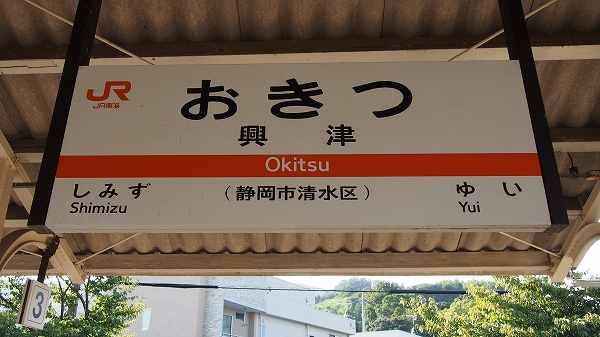 JR
JR東海
おきつ
興津
Okitsu
しみず
Shimizu
(静岡市清水区)
ゆい
Yui
3